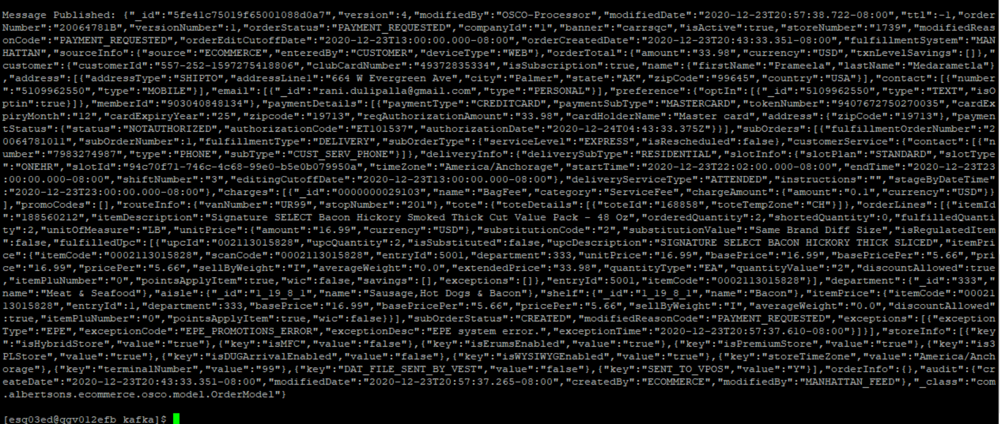 Message Published: {"_id":"5fe41c75019f65001088d0a7","version":4,"modifiedBy":"OSCO-Processor","modifiedDate":"2020-12-23T20:57:38.722-08:00","ttl":-1,"order
Number":"20064781B","versionNumber":1,"orderStatus":"PAYMENT_REQUESTED","companyId":"1","banner":"carrsqc","isActive":true,"storeNumber":"1739","modifiedReas
onCode":"PAYMENT_REQUESTED","orderEditCutoffDate":"2020-12-23T13:00:00.000-08:00","orderCreatedDate":"2020-12-23T20:43:33.351-08:00","fulfillmentSystem":"MAN
HATTAN","sourceInfo":{"source":"ECOMMERCE","enteredBy":"CUSTOMER","deviceType":"WEB"},"orderTotal":{"amount":"33.98","currency":"USD","txnLevelSavings":[]},"
customer":{"customerId":"557-252-1597275418806","clubCardNumber":"49372835334","isSubscription":true,"name":{"firstName":"Prameela","lastName":"Medarametla"}
,"address":[{"addressType":"SHIPTO","addressLine1":"664 W Evergreen Ave","city":"Palmer","state":"AK","zipCode":"99645","country":"USA"}],"contact":[{"number
":"5109962550","type":"MOBILE"}],"email":[{"_id":"rani.dulipalla@gmail.com","type":"PERSONAL"}],"preference":{"optIn":[{"_id":"5109962550","type":"TEXT","isO
ptin":true}]},"memberId":"903040848134"},"paymentDetails":[{"paymentType":"CREDITCARD","paymentSubType":"MASTERCARD","tokenNumber":"9407672750270035","cardEx
piryMonth":"12","cardExpiryYear":"25","zipcode":"19713","reqAuthorizationAmount":"33.98","cardHolderName":"Master card","address":{"zipCode":"19713"},"paymen
tStatus":{"status":"NOTAUTHORIZED","authorizationCode":"ET101537","authorizationDate":"2020-12-24T04:43:33.375Z"}}],"subOrders":[{"fulfillmentOrderNumber":"2
0064781011","subOrderNumber":1,"fulfillmentType":"DELIVERY","subOrderType":{"serviceLevel":"EXPRESS","isRescheduled":false},"customerService":{"contact":[{"n
umber":"7983274987","type":"PHONE","subType":"CUST_SERV_PHONE"}]},"deliveryInfo":{"deliverySubType":"RESIDENTIAL","slotInfo":{"slotPlan":"STANDARD","slotType
":"ONEHR","slotId":"94c70f71-746c-4c68-99e0-b5e0b079950a","timeZone":"America/Anchorage","startTime":"2020-12-23T22:02:00.000-08:00","endTime":"2020-12-23T23
:00:00.000-08:00","shiftNumber":"3","editingCutoffDate":"2020-12-23T13:00:00.000-08:00"},"deliveryServiceType":"ATTENDED","instructions":"","stageByDateTime"
:"2020-12-23T23:00:00.000-08:00"},"charges":[{"_id":"0000000029103","name":"BagFee","category":"ServiceFee","chargeAmount":{"amount":"0.1","currency":"USD"}}
],"promoCodes":[],"routeInfo":{"vanNumber":"UR99","stopNumber":"201"},"tote":{"toteDetails":[{"toteId":"168858","toteTempZone":"CH"}]},"orderLines":[{"itemId
":"188560212","itemDescription":"Signature SELECT Bacon Hickory Smoked Thick Cut Value Pack - 48 Oz","orderedQuantity":2,"shortedQuantity":0,"fulfilledQuanti
ty":2,"unitOfMeasure":"LB","unitPrice":{"amount":"16.99","currency":"USD"},"substitutionCode":"2","substitutionValue":"Same Brand Diff Size","isRegulatedItem
":false,"fulfilledUpc":[{"upcId":"002113015828","upcQuantity":2,"isSubstituted":false,"upcDescription":"SIGNATURE SELECT BACON HICKORY THICK SLICED","itemPri
ce":{"itemCode":"0002113015828","scanCode":"0002113015828","entryId":5001,"department":333,"unitPrice":"16.99","basePrice":"16.99","basePricePer":"5.66","pri
ce":"16.99","pricePer":"5.66","sellByWeight":"I","averageWeight":"0.0","extendedPrice":"33.98","quantityType":"EA","quantityValue":"2","discountAllowed":true
,"itemPluNumber":"0","pointsApplyItem":true,"wic":false,"savings":[],"exceptions":[]},"entryId":5001,"itemCode":"0002113015828"}],"department":{"_id":"333","
name":"Meat & Seafood"},"aisle":{"_id":"1_19_8_1","name":"Sausage,Hot Dogs & Bacon"},"shelf":{"_id":"1_19_8_1","name":"Bacon"},"itemPrice":{"itemCode":"00021
13015828","entryId":1,"department":333,"basePrice":"16.99","basePricePer":"5.66","pricePer":"5.66","sellByWeight":"I","averageWeight":"0.0","discountAllowed"
:true,"itemPluNumber":"0","pointsApplyItem":true,"wic":false}}],"subOrderStatus":"CREATED","modifiedReasonCode":"PAYMENT_REQUESTED","exceptions":[{"exception
Type":"EPE","exceptionCode":"EPE_PROMOTIONS_ERROR","exceptionDesc":"EPE system error.","exceptionTime":"2020-12-23T20:57:37.610-08:00"}]}],"storeInfo":[{"key
":"isHybridStore","value":"true"},{"key":"isMFC","value":"false"},{"key":"isErumsEnabled","value":"true"},{"key":"isPremiumStore","value":"true"},{"key":"is3
PLStore","value":"true"},{"key":"isDUGArrivalEnabled","value":"false"},{"key":"isWYSIWYGEnabled","value":"true"},{"key":"storeTimeZone","value":"America/Anch
orage"},{"key":"terminalNumber","value":"99"},{"key":"DAT_FILE_SENT_BY_VEST","value":"false"},{"key":"SENT_TO_VPOS","value":"Y"}],"orderInfo":{},"audit":{"cr
eateDate":"2020-12-23T20:43:33.351-08:00","modifiedDate":"2020-12-23T20:57:37.265-08:00","createdBy":"ECOMMERCE","modifiedBy":"MANHATTAN_FEED"},"_class":"com
.albertsons.ecommerce.osco.model.OrderModel"}
[esq03ed@qgv012efb kafka]$